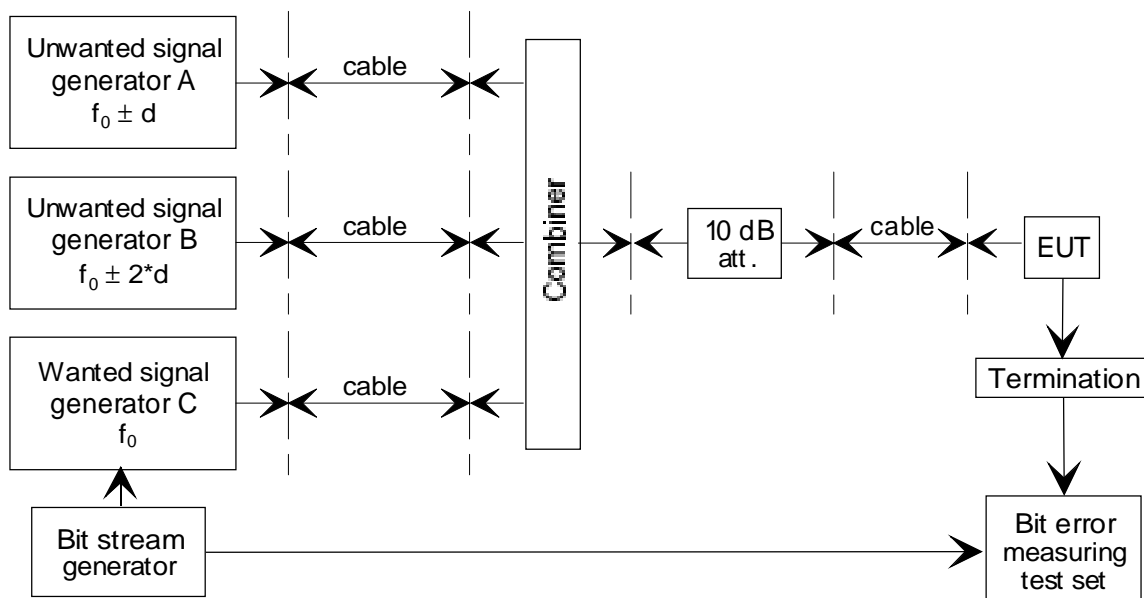 Unwanted signal
generator A
f₀ ± d
cable
Unwanted signal
generator B
f₀ ± 2*d
cable
Wanted signal
generator C
f₀
cable
Combiner
10 dB
att.
cable
EUT
Termination
Bit stream
generator
Bit error
measuring
test set